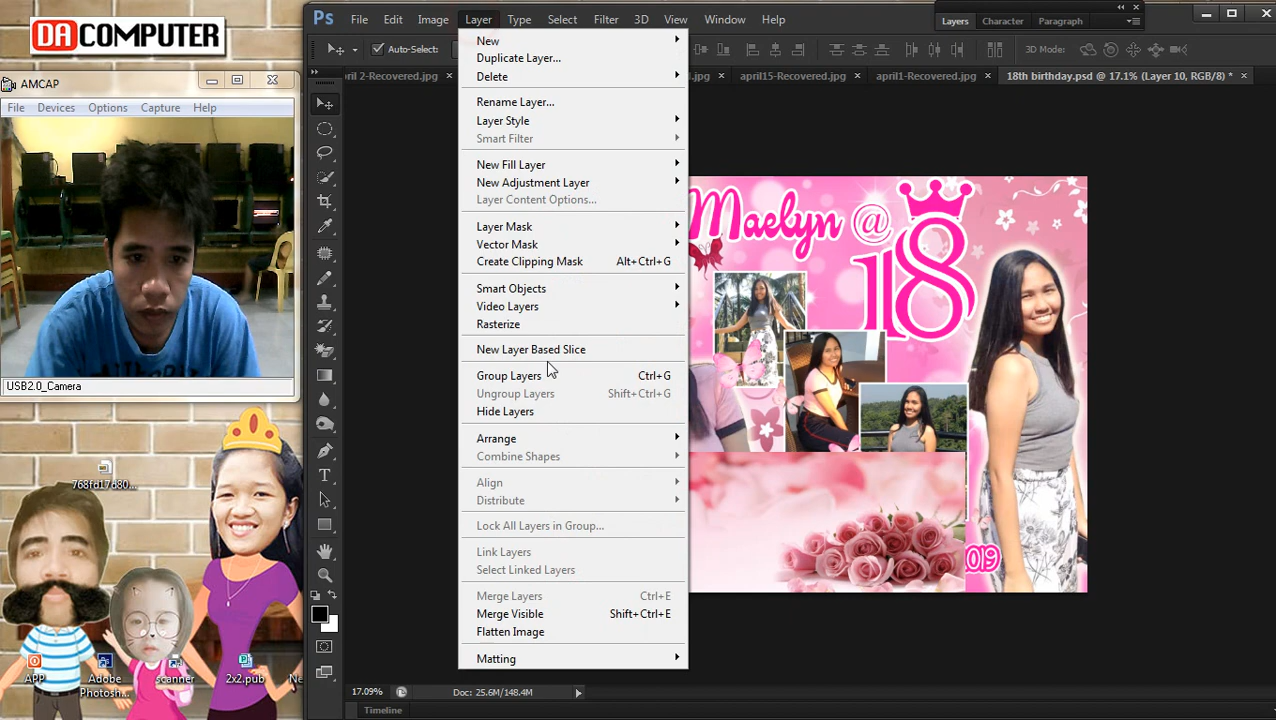 DA COMPUTER
AMCAP
File Devices Options Capture Help
USB2.0_Camera
768fd17d80...
APP
Adobe Photosh...
scanner
2x2.pub
Ne
Ps File Edit Image Layer Type Select Filter 3D View Window Help
Layers Character Paragraph
Auto-Select:
3D Mode:
ril 2-Recovered.jpg ×
.jpg ×
april15-Recovered.jpg ×
april1-Recovered.jpg ×
18th birthday.psd @ 17.1% (Layer 10, RGB/8) * ×
New
Duplicate Layer...
Delete
Rename Layer...
Layer Style
Smart Filter
New Fill Layer
New Adjustment Layer
Layer Content Options...
Layer Mask
Vector Mask
Create Clipping Mask Alt+Ctrl+G
Smart Objects
Video Layers
Rasterize
New Layer Based Slice
Group Layers Ctrl+G
Ungroup Layers Shift+Ctrl+G
Hide Layers
Arrange
Combine Shapes
Align
Distribute
Lock All Layers in Group...
Link Layers
Select Linked Layers
Merge Layers Ctrl+E
Merge Visible Shift+Ctrl+E
Flatten Image
Matting
Maelyn @ 18
2019
17.09% Doc: 25.6M/148.4M
Timeline